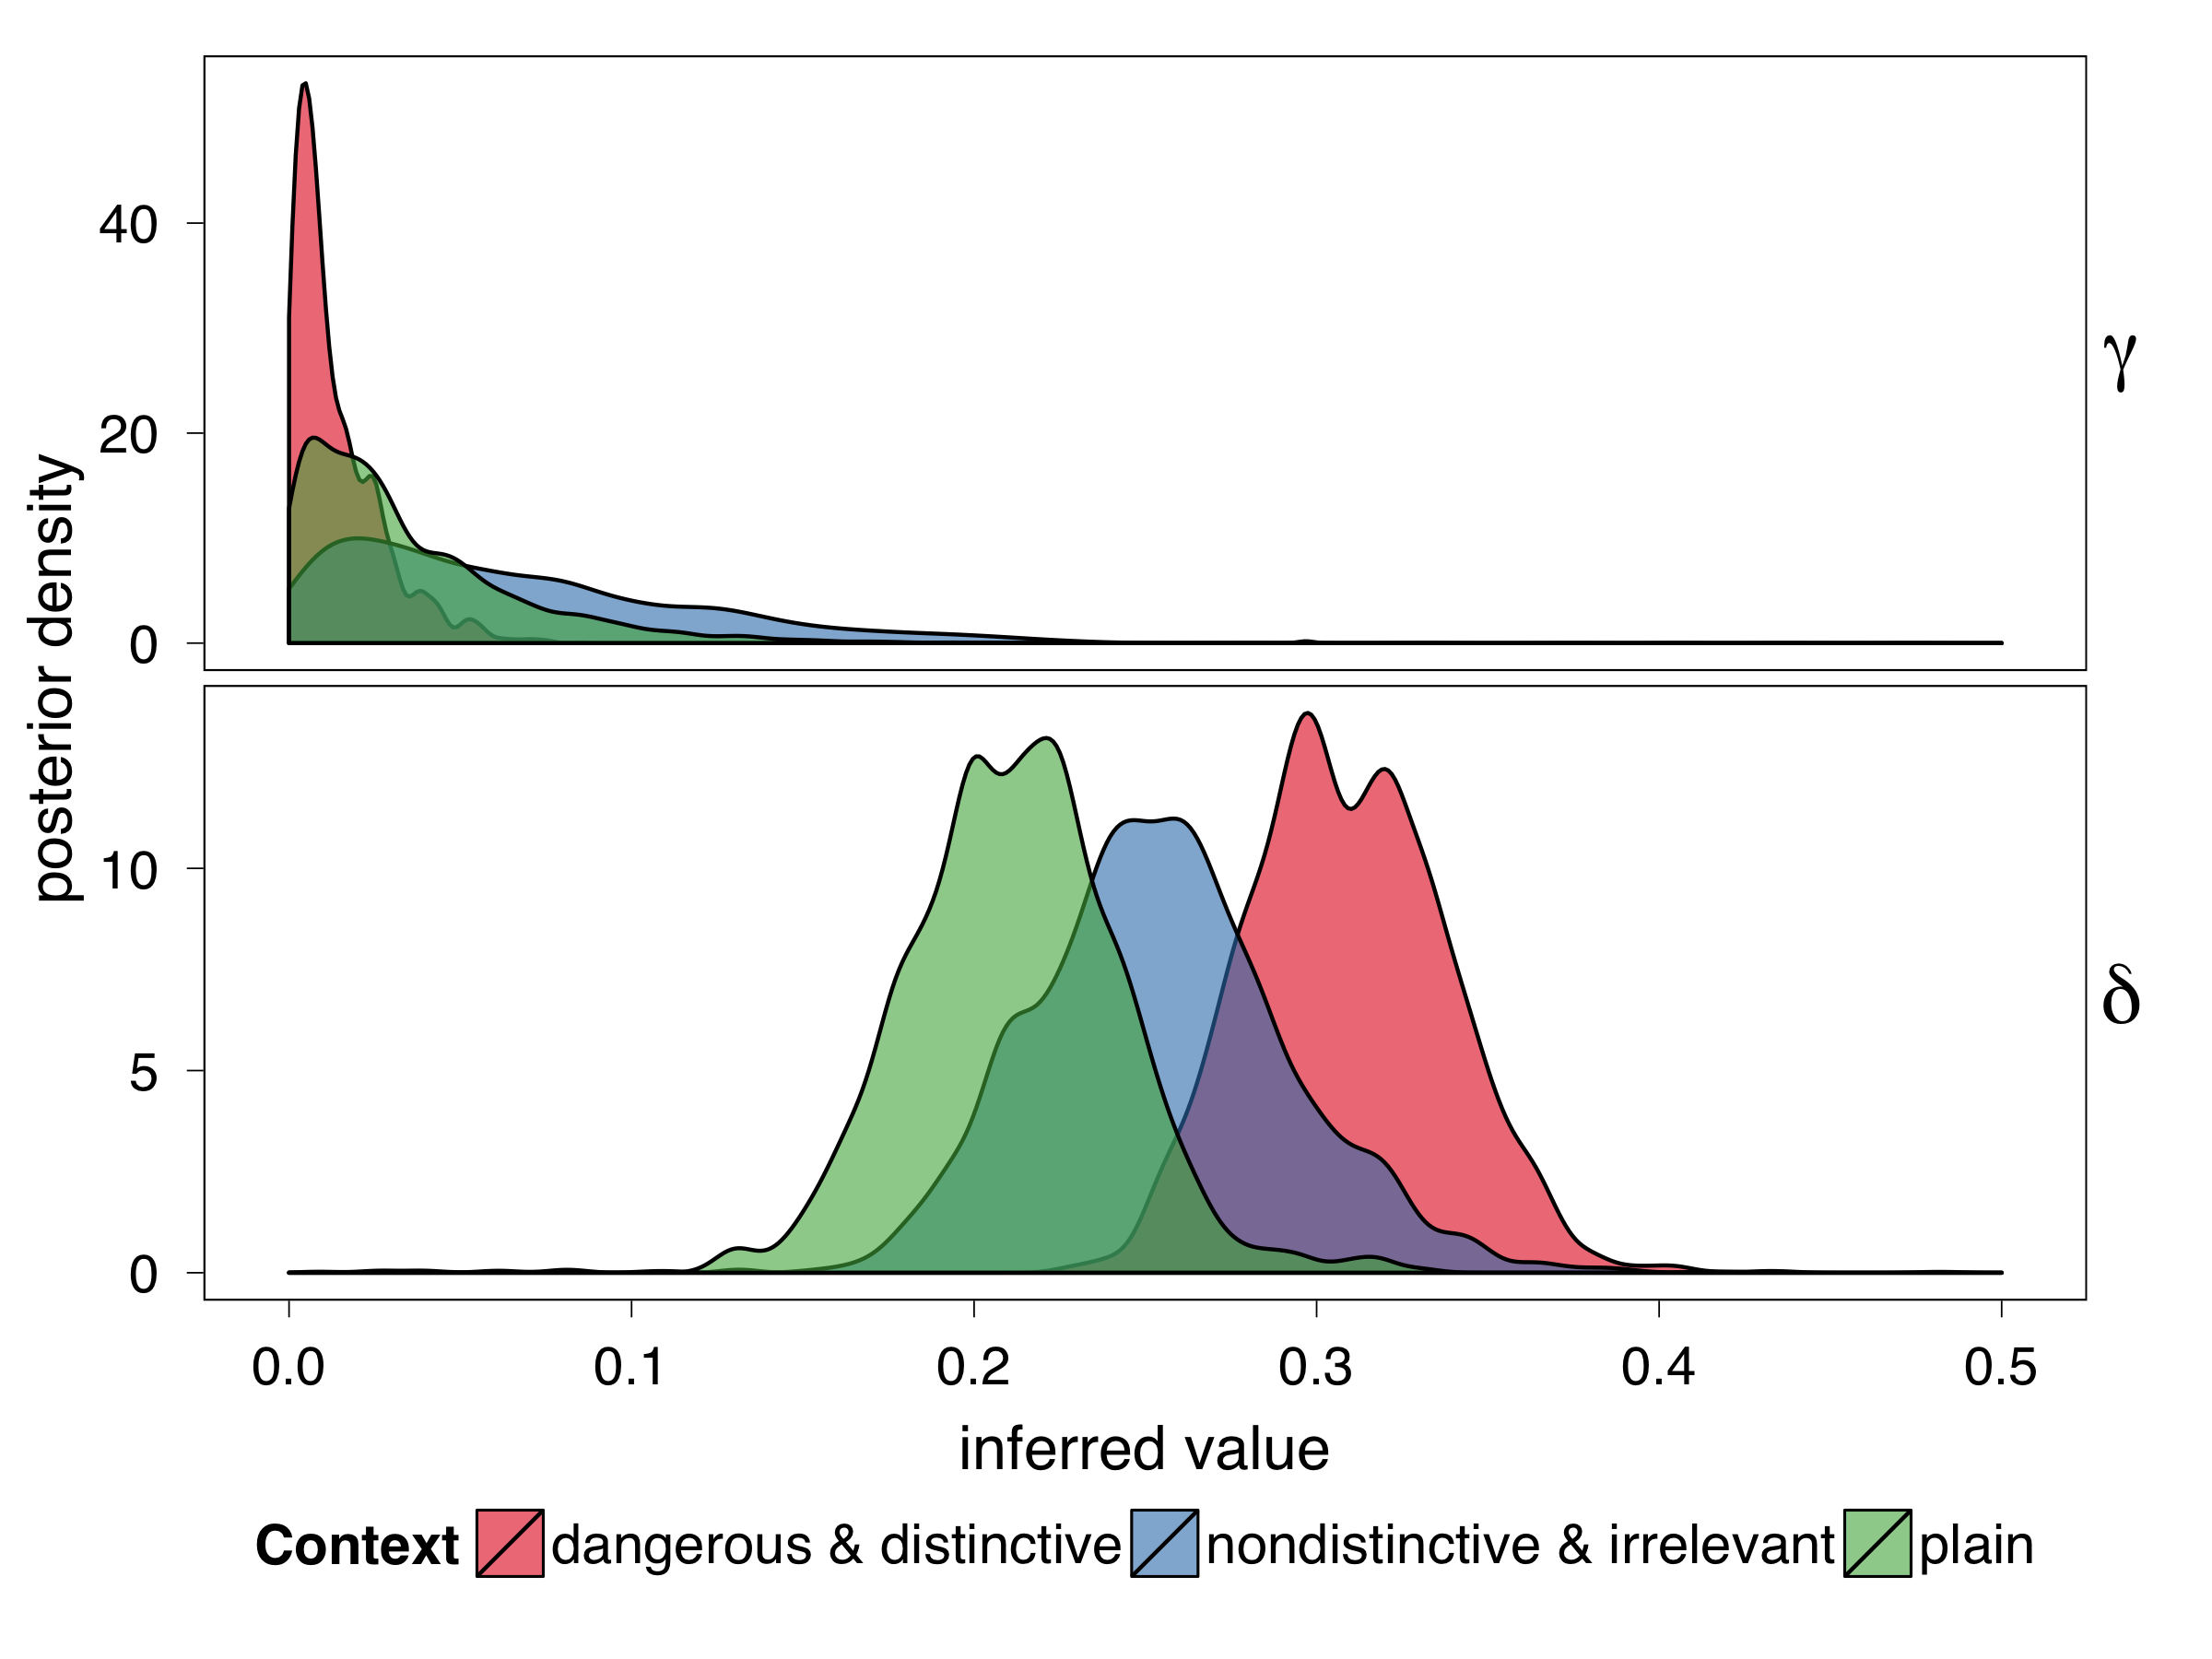 posterior density
40
20
0
γ
10
5
0
δ
0.0 0.1 0.2 0.3 0.4 0.5
inferred value
Context dangerous & distinctive nondistinctive & irrelevant plain